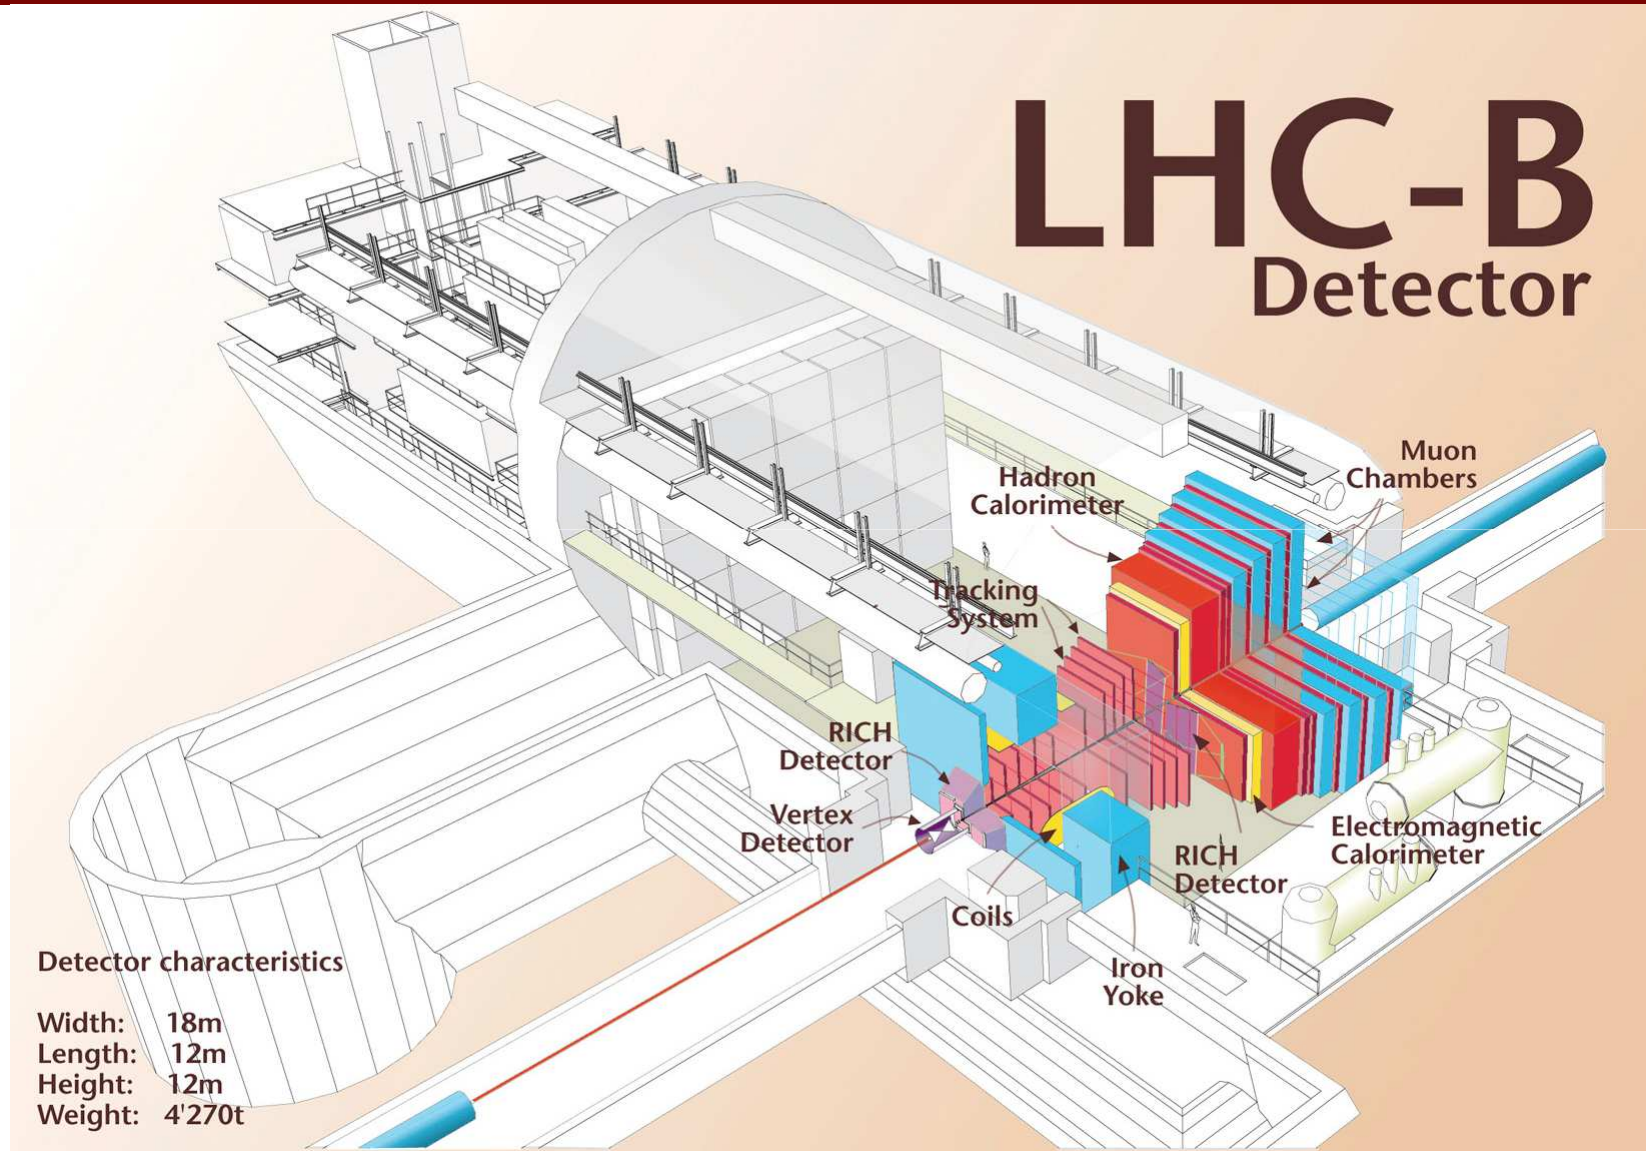 LHC-B
Detector
Muon
Chambers
Hadron
Calorimeter
Tracking
System
RICH
Detector
Vertex
Detector
Electromagnetic
Calorimeter
RICH
Detector
Coils
Iron
Yoke
Detector characteristics
Width: 18m
Length: 12m
Height: 12m
Weight: 4'270t